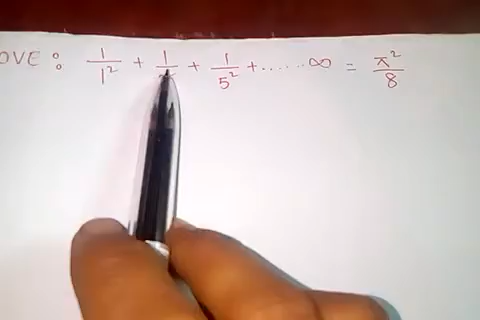 OVE : 1/1² + 1/ + 1/5² + ...... ∞ = π²/8